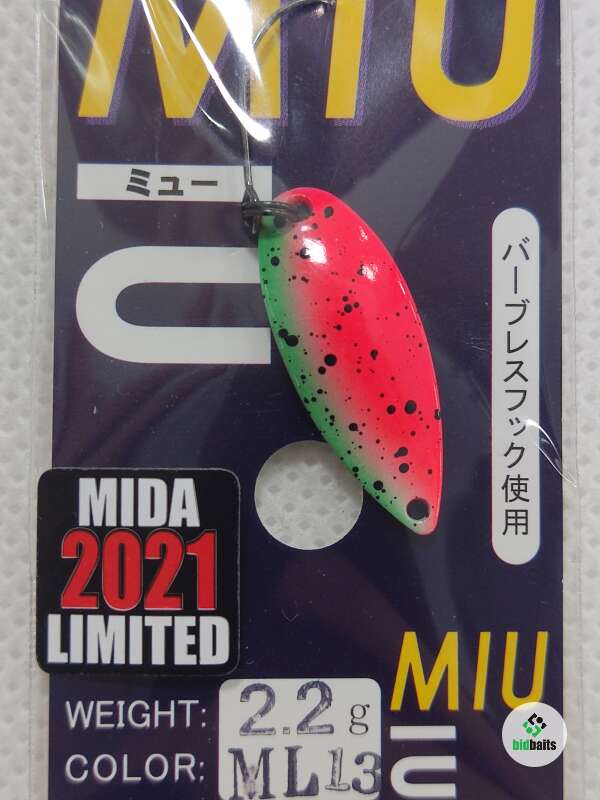 MIU
ミュー
バーブレスフック使用
MIDA
2021
LIMITED
MIU
WEIGHT: 2.2g
COLOR: ML13
bidbaits